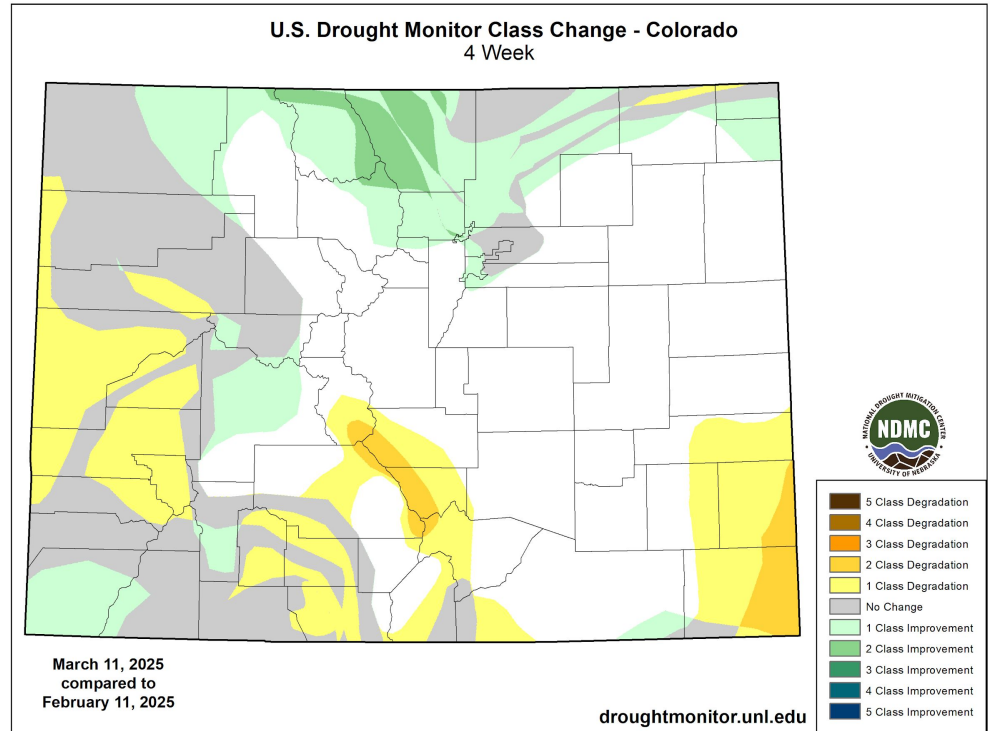 U.S. Drought Monitor Class Change - Colorado
4 Week
NATIONAL DROUGHT MITIGATION CENTER
NDMC
UNIVERSITY OF NEBRASKA
5 Class Degradation
4 Class Degradation
3 Class Degradation
2 Class Degradation
1 Class Degradation
No Change
1 Class Improvement
2 Class Improvement
3 Class Improvement
4 Class Improvement
5 Class Improvement
March 11, 2025
compared to
February 11, 2025
droughtmonitor.unl.edu